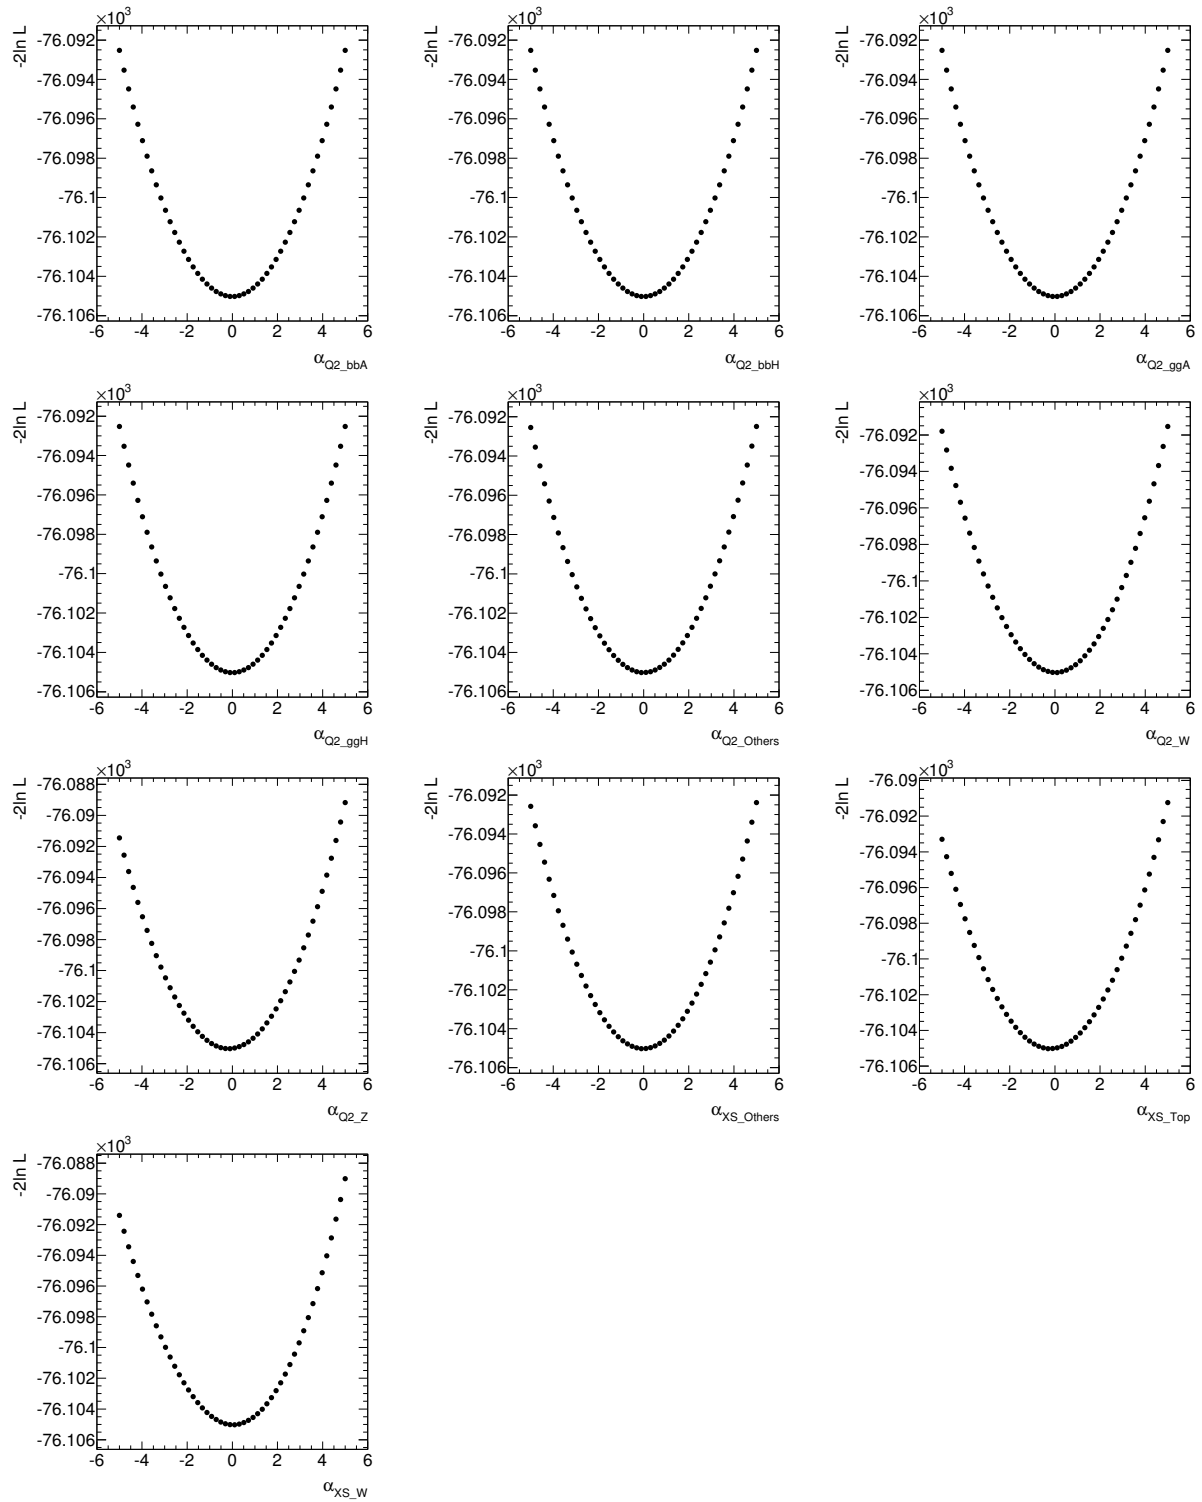 ×10³ ×10³ ×10³
-2ln L -2ln L -2ln L
-76.092 -76.092 -76.092
-76.094 -76.094 -76.094
-76.096 -76.096 -76.096
-76.098 -76.098 -76.098
-76.1 -76.1 -76.1
-76.102 -76.102 -76.102
-76.104 -76.104 -76.104
-76.106 -76.106 -76.106
-6 -4 -2 0 2 4 6 -6 -4 -2 0 2 4 6 -6 -4 -2 0 2 4 6
α Q2_bbA α Q2_bbH α Q2_ggA
×10³ ×10³ ×10³
-2ln L -2ln L -2ln L
-76.092 -76.092 -76.092
-76.094 -76.094 -76.094
-76.096 -76.096 -76.096
-76.098 -76.098 -76.098
-76.1 -76.1 -76.1
-76.102 -76.102 -76.102
-76.104 -76.104 -76.104
-76.106 -76.106 -76.106
-6 -4 -2 0 2 4 6 -6 -4 -2 0 2 4 6 -6 -4 -2 0 2 4 6
α Q2_ggH α Q2_Others α Q2_W
×10³ ×10³ ×10³
-2ln L -2ln L -2ln L
-76.088 -76.092 -76.09
-76.09 -76.094 -76.092
-76.092 -76.096 -76.094
-76.094 -76.098 -76.096
-76.096 -76.1 -76.098
-76.098 -76.102 -76.1
-76.1 -76.104 -76.102
-76.102 -76.106 -76.104
-76.104 -76.106
-76.106
-6 -4 -2 0 2 4 6 -6 -4 -2 0 2 4 6 -6 -4 -2 0 2 4 6
α Q2_Z α XS_Others α XS_Top
×10³
-2ln L
-76.088
-76.09
-76.092
-76.094
-76.096
-76.098
-76.1
-76.102
-76.104
-76.106
-6 -4 -2 0 2 4 6
α XS_W